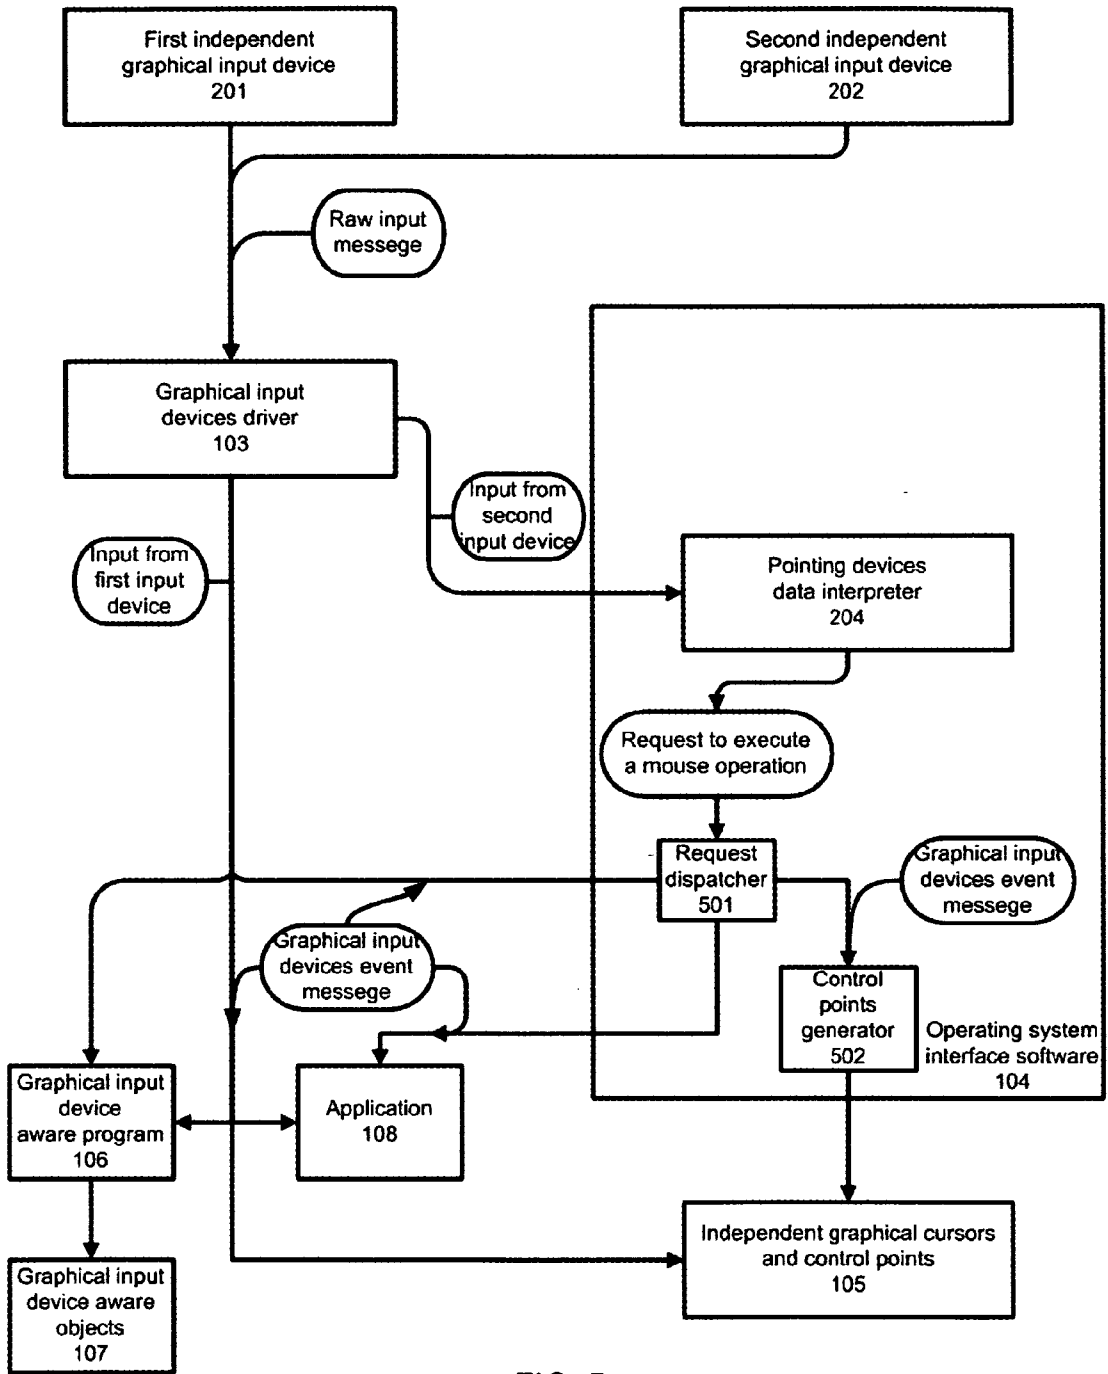 First independent
graphical input device
201
Second independent
graphical input device
202
Raw input
messege
Graphical input
devices driver
103
Input from
second
input device
Input from
first input
device
Pointing devices
data interpreter
204
Request to execute
a mouse operation
Request
dispatcher
501
Graphical input
devices event
messege
Graphical input
devices event
messege
Control
points
generator
502
Operating system
interface software
104
Graphical input
device
aware program
106
Application
108
Independent graphical cursors
and control points
105
Graphical input
device aware
objects
107